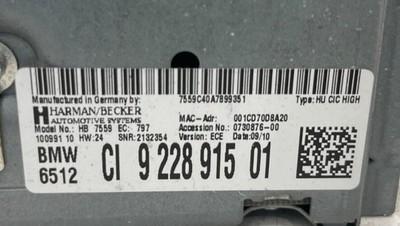 Manufactured in Germany by: 7559C40A7899351 Type: HU CIC HIGH
HARMAN/BECKER
AUTOMOTIVE SYSTEMS
MAC-Adr: 001CD70D8A20
Model No.: HB 7559 EC: 797 Accession No.: 0730876-00
100991 10 HW:24 SNR:2132354 Version: ECE Date:09/10
BMW
6512
CI 9 228 915 01